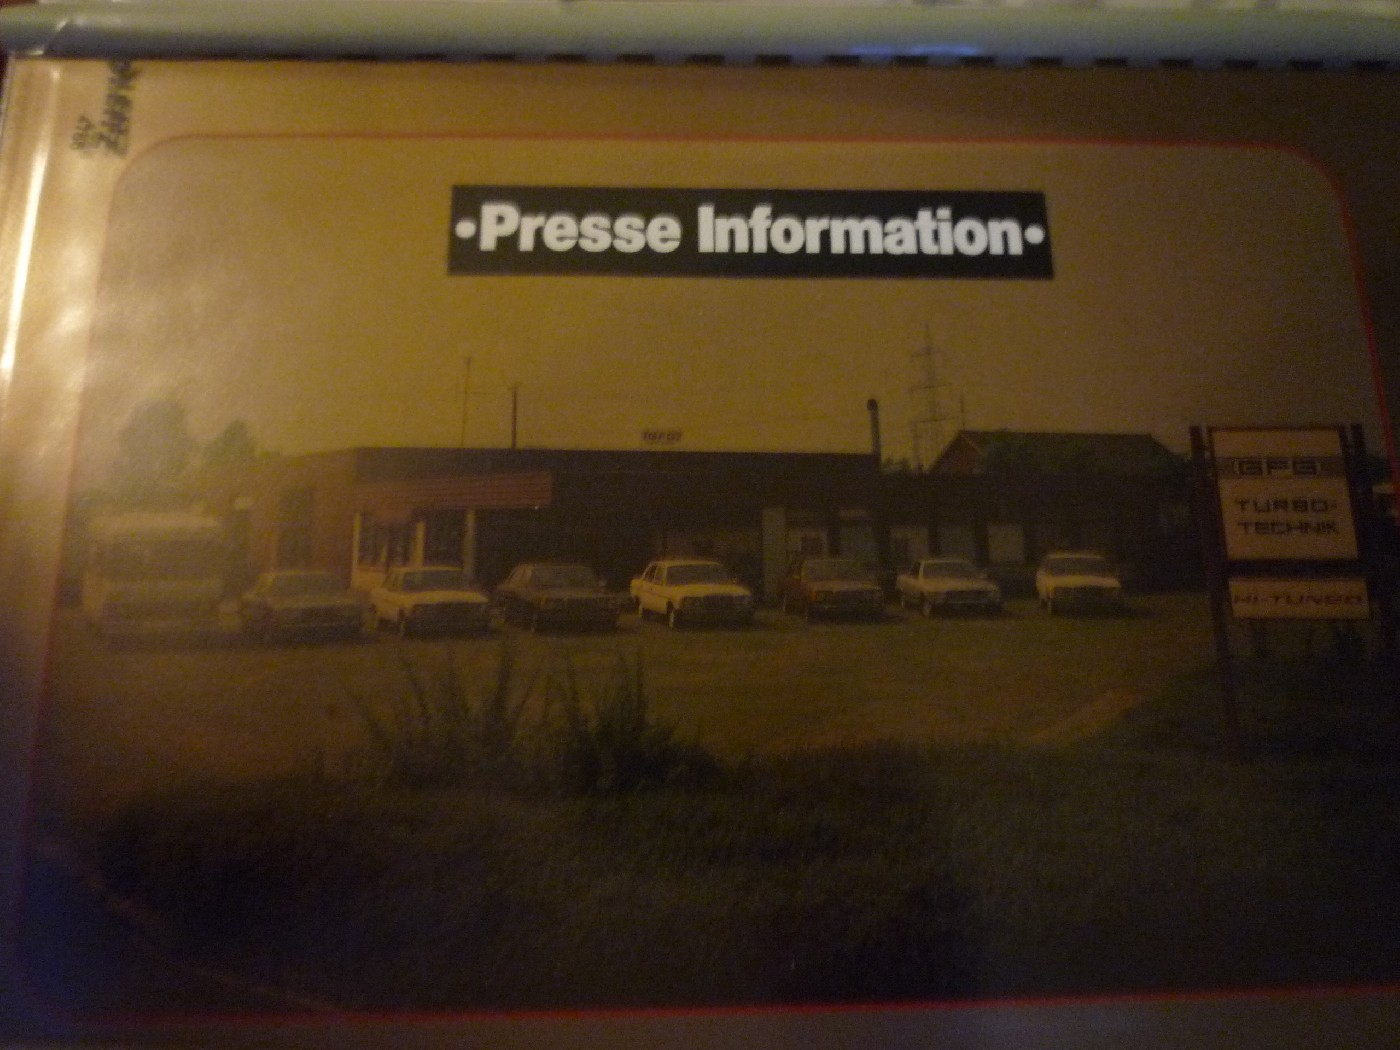 •Presse Information•
GFG
TURBO-
TECHNIK
HI-TUNED